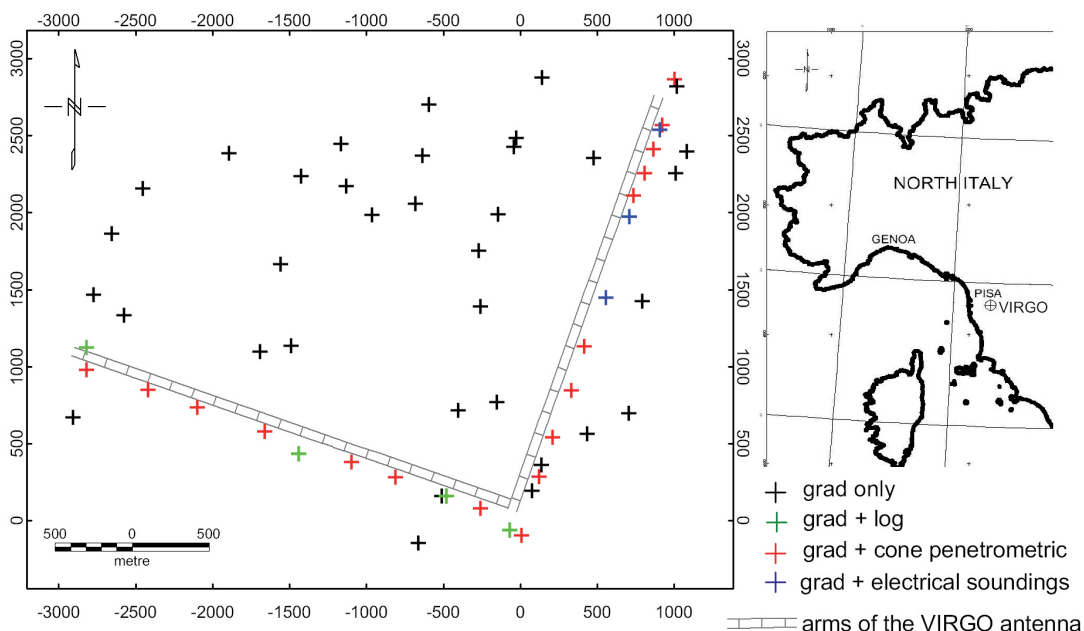 -3000 -2500 -2000 -1500 -1000 -500 0 500 1000
3000
2500
2000
1500
1000
5000
0
N
500 0 500
metre
-3000 -2500 -2000 -1500 -1000 -500 0 500 1000
3000
2500
2000
1500
1000
5000
0
N
NORTH ITALY
GENOA
PISA
VIRGO
grad only
grad + log
grad + cone penetrometric
grad + electrical soundings
arms of the VIRGO antenna